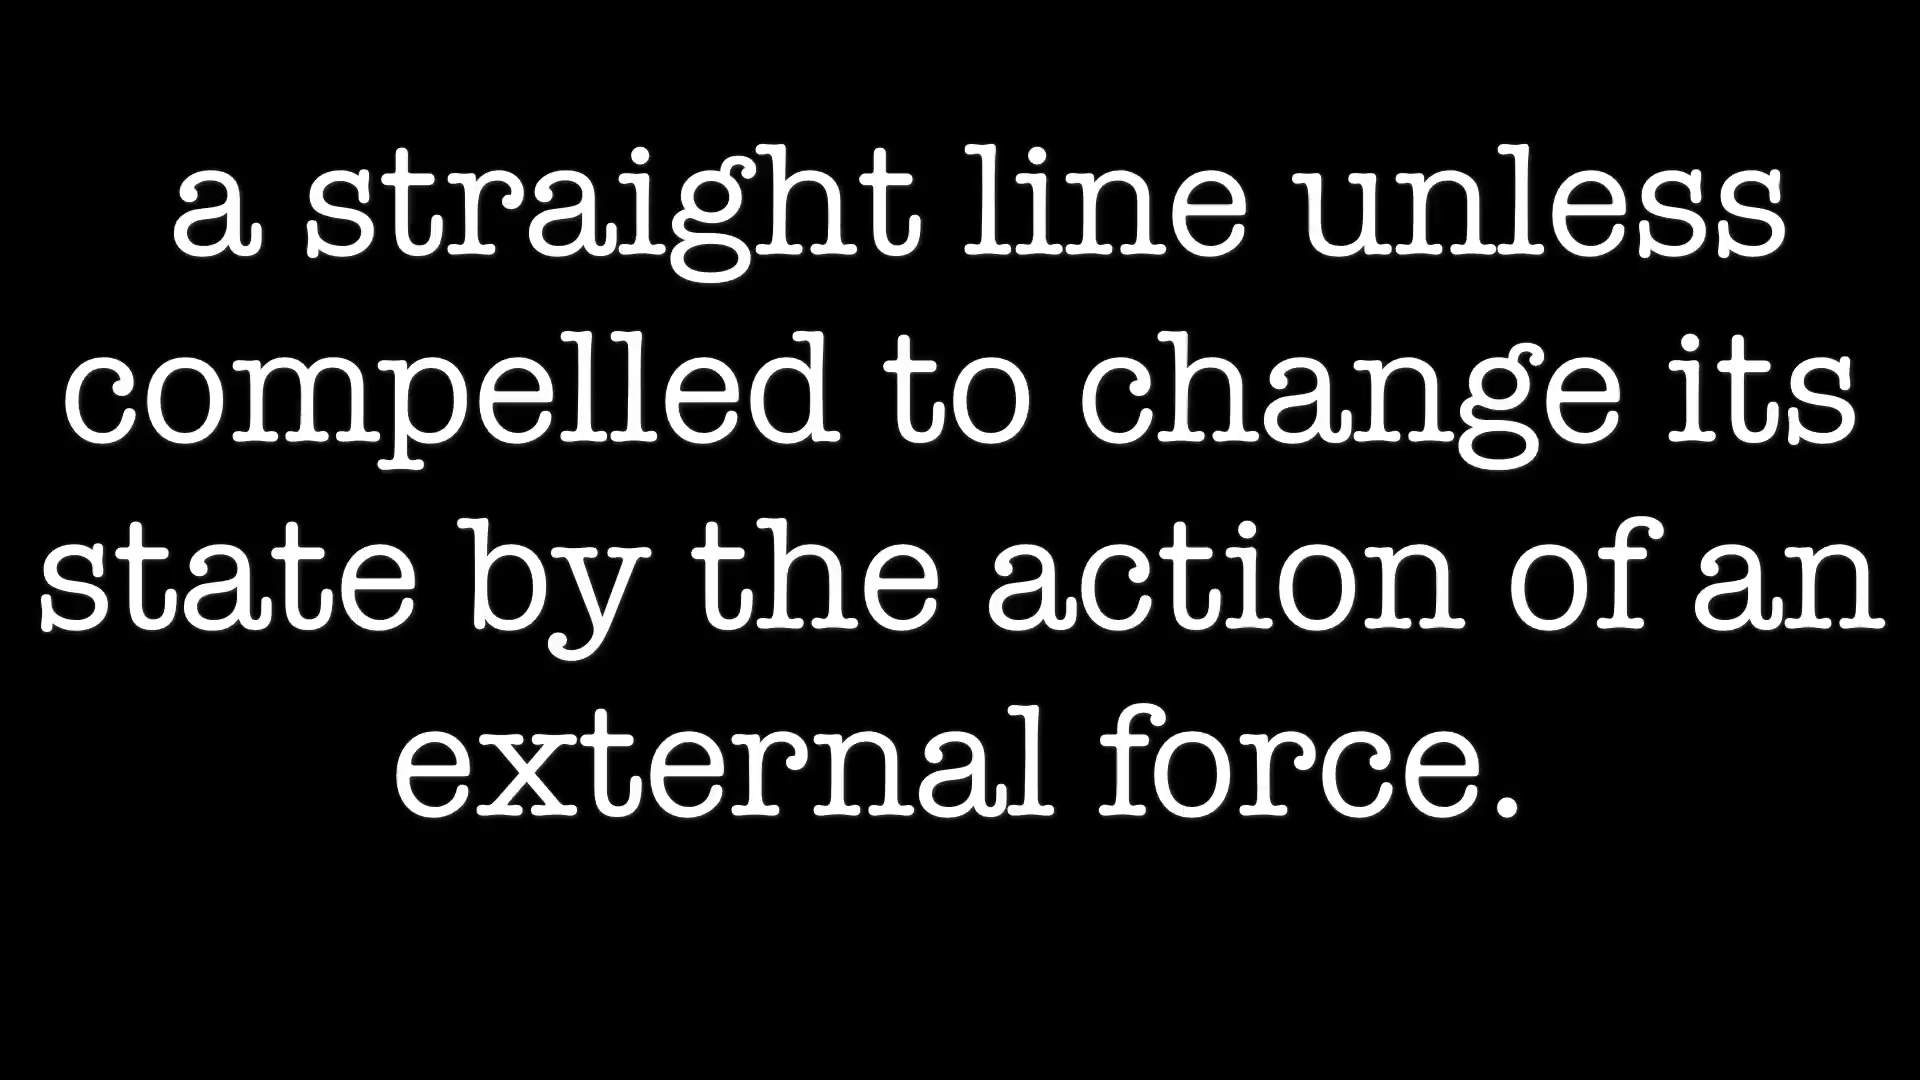 a straight line unless
compelled to change its
state by the action of an
external force.